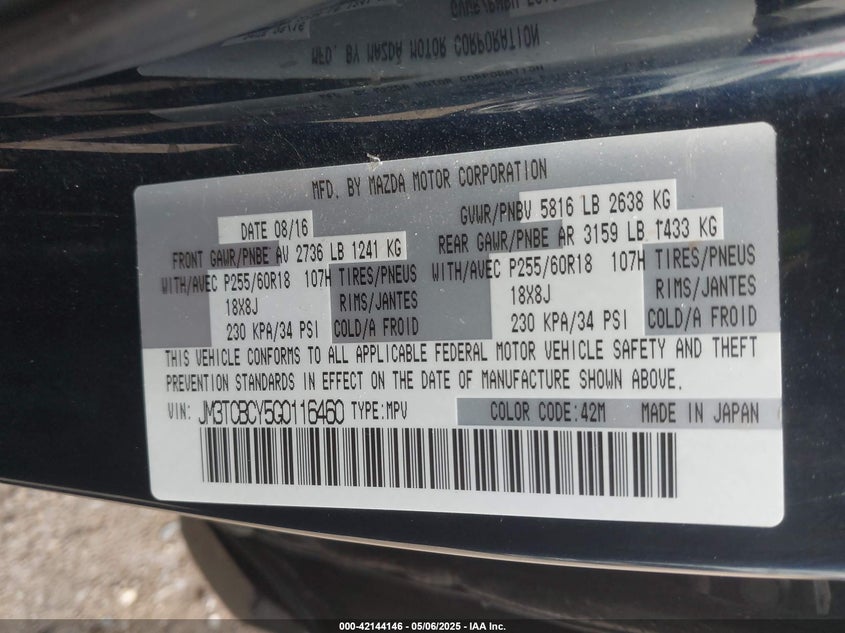 MFD. BY MAZDA MOTOR CORPORATION
DATE 08/16
GVWR/PNBV 5816 LB 2638 KG
FRONT GAWR/PNBE AV 2736 LB 1241 KG
REAR GAWR/PNBE AR 3159 LB 1433 KG
WITH/AVEC P255/60R18 107H TIRES/PNEUS
WITH/AVEC P255/60R18 107H TIRES/PNEUS
18X8J RIMS/JANTES
18X8J RIMS/JANTES
230 KPA/34 PSI COLD/A FROID
230 KPA/34 PSI COLD/A FROID
THIS VEHICLE CONFORMS TO ALL APPLICABLE FEDERAL MOTOR VEHICLE SAFETY AND THEFT
PREVENTION STANDARDS IN EFFECT ON THE DATE OF MANUFACTURE SHOWN ABOVE.
VIN: JM3TCBCY5G0116460 TYPE:MPV COLOR CODE:42M MADE IN JAPAN
000-42144146 - 05/06/2025 - IAA Inc.